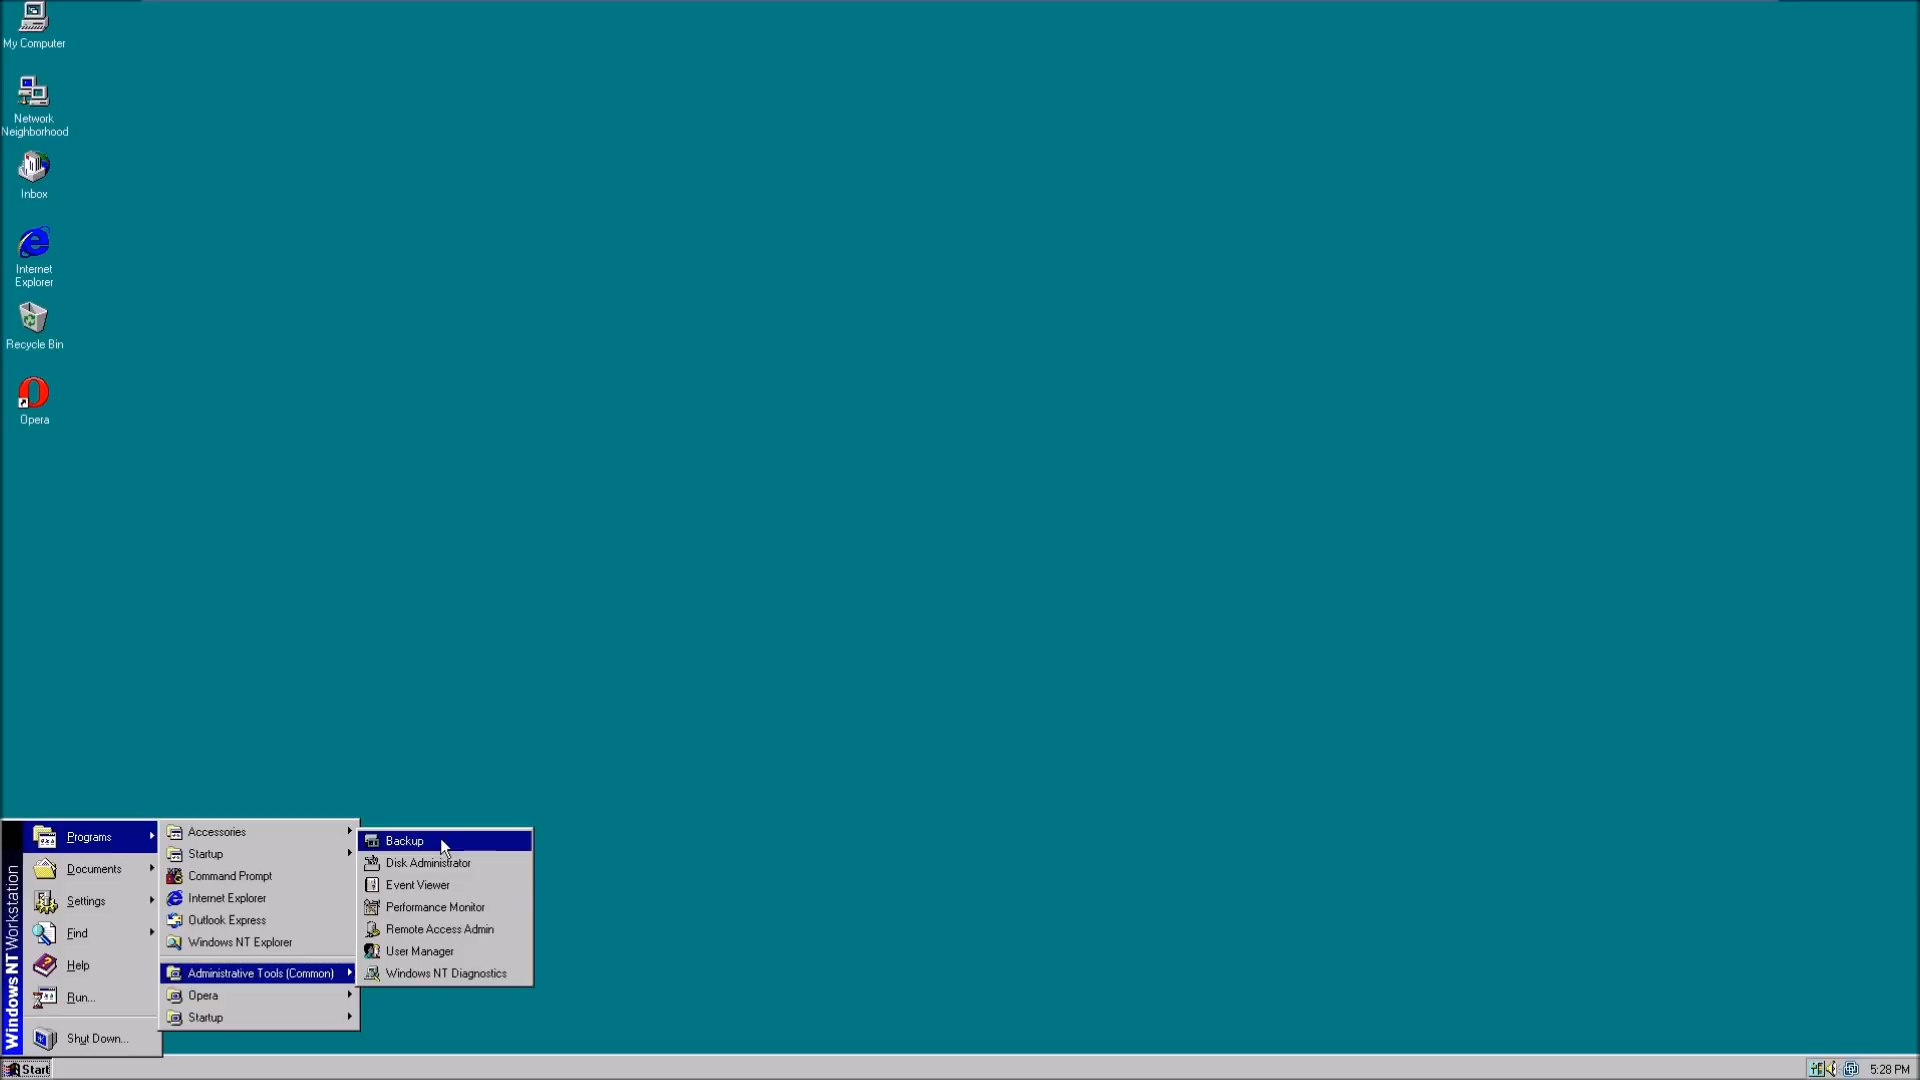 My Computer
Network
Neighborhood
Inbox
Internet
Explorer
Recycle Bin
Opera
Windows NT Workstation
Programs
Documents
Settings
Find
Help
Run...
Shut Down...
Accessories
Startup
Command Prompt
Internet Explorer
Outlook Express
Windows NT Explorer
Administrative Tools (Common)
Opera
Startup
Backup
Disk Administrator
Event Viewer
Performance Monitor
Remote Access Admin
User Manager
Windows NT Diagnostics
Start
5:28 PM